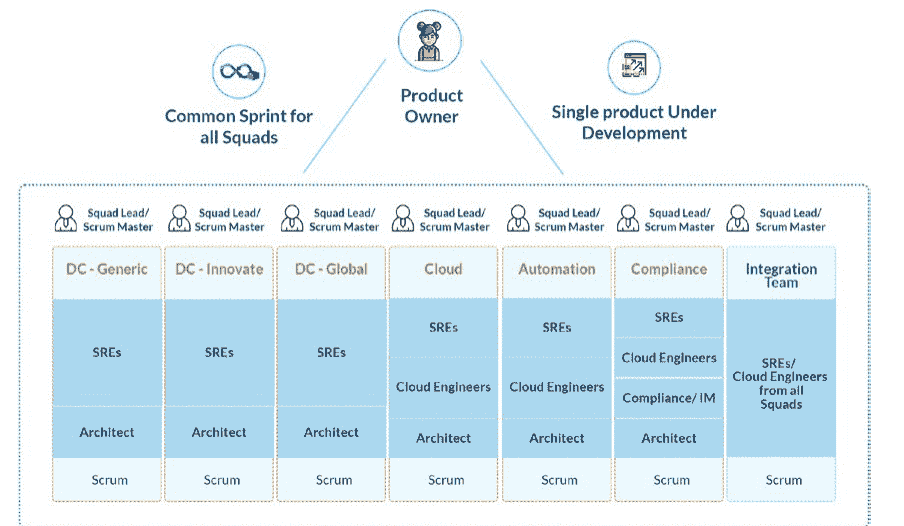 Product
Owner
Common Sprint for
all Squads
Single product Under
Development
Squad Lead/
Scrum Master
Squad Lead/
Scrum Master
Squad Lead/
Scrum Master
Squad Lead/
Scrum Master
Squad Lead/
Scrum Master
Squad Lead/
Scrum Master
Squad Lead/
Scrum Master
DC - Generic
SREs
Architect
Scrum
DC - Innovate
SREs
Architect
Scrum
DC - Global
SREs
Architect
Scrum
Cloud
SREs
Cloud Engineers
Architect
Scrum
Automation
SREs
Cloud Engineers
Architect
Scrum
Compliance
SREs
Cloud Engineers
Compliance/ IM
Architect
Scrum
Integration
Team
SREs/
Cloud Engineers
from all
Squads
Scrum